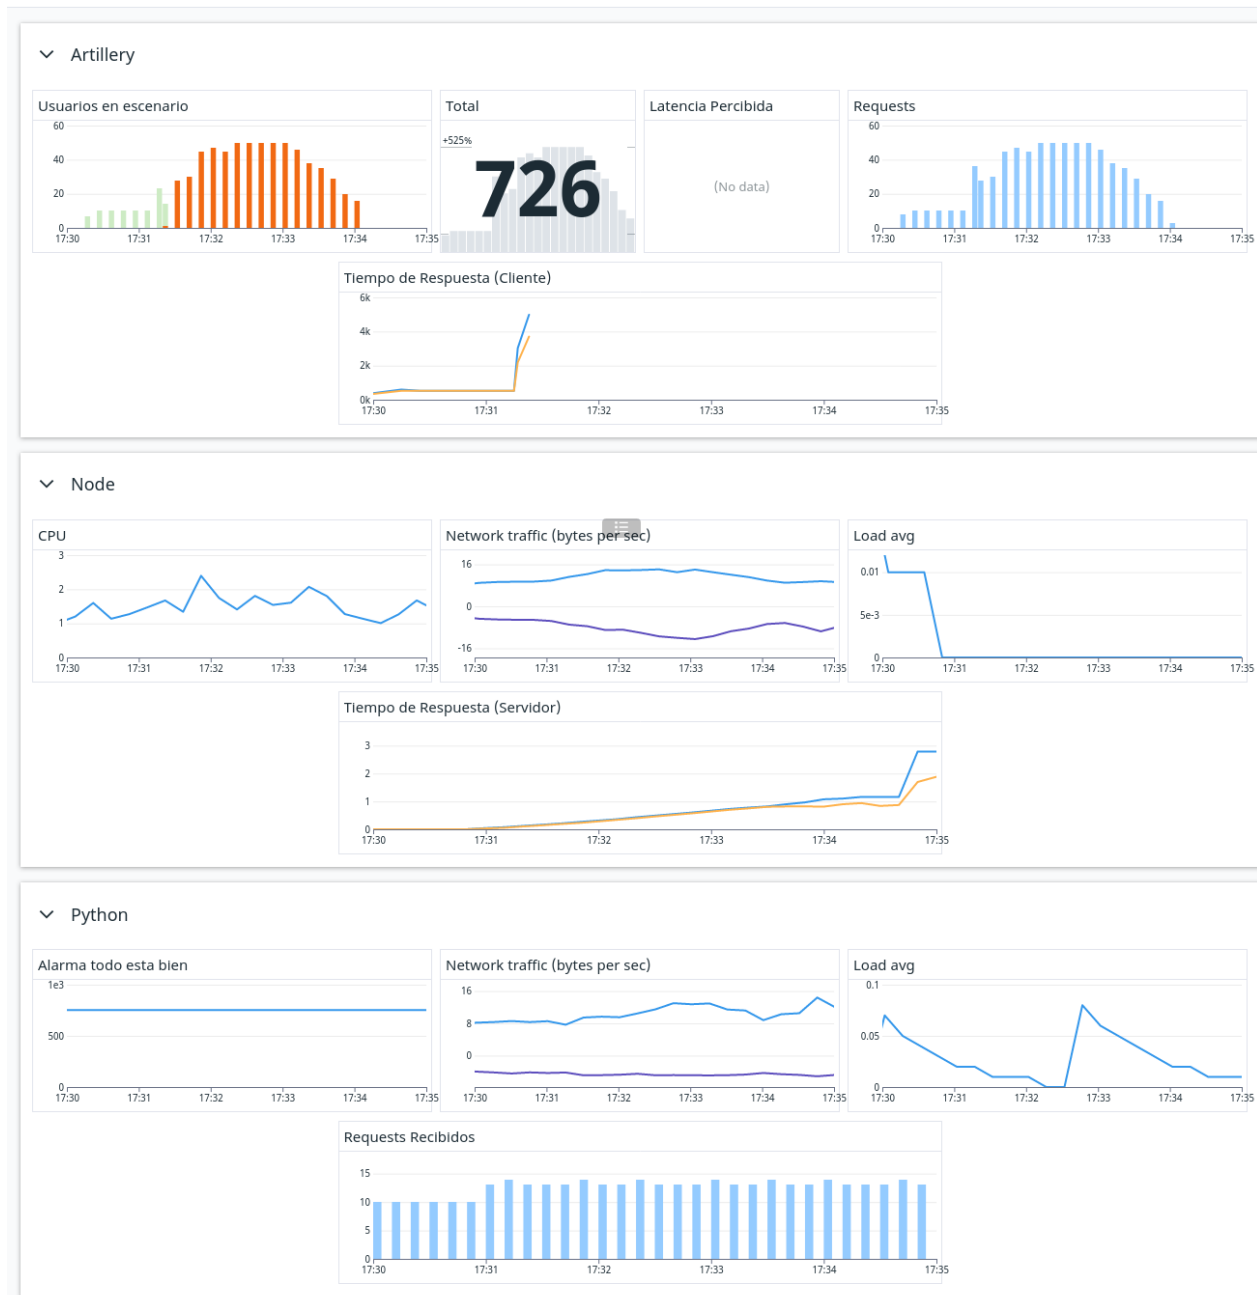 Artillery
Usuarios en escenario
60
40
20
0
17:30 17:31 17:32 17:33 17:34 17:35
Total
+525%
726
Latencia Percibida
(No data)
Requests
60
40
20
0
17:30 17:31 17:32 17:33 17:34 17:35
Tiempo de Respuesta (Cliente)
6k
4k
2k
0k
17:30 17:31 17:32 17:33 17:34 17:35
Node
CPU
3
2
1
0
17:30 17:31 17:32 17:33 17:34 17:35
Network traffic (bytes per sec)
16
0
-16
17:30 17:31 17:32 17:33 17:34 17:35
Load avg
0.01
5e-3
0
17:30 17:31 17:32 17:33 17:34 17:35
Tiempo de Respuesta (Servidor)
3
2
1
0
17:30 17:31 17:32 17:33 17:34 17:35
Python
Alarma todo esta bien
1e3
500
0
17:30 17:31 17:32 17:33 17:34 17:35
Network traffic (bytes per sec)
16
8
0
17:30 17:31 17:32 17:33 17:34 17:35
Load avg
0.1
0.05
0
17:30 17:31 17:32 17:33 17:34 17:35
Requests Recibidos
15
10
5
0
17:30 17:31 17:32 17:33 17:34 17:35